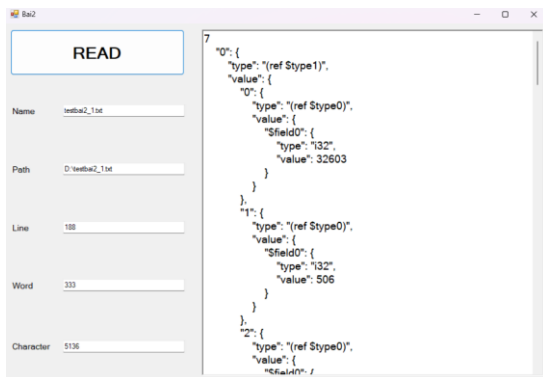 Bai2
READ
Name testbai2_1.txt
Path D:\testbai2_1.txt
Line 188
Word 333
Character 5136
7
"0": {
"type": "(ref $type1)",
"value": {
"0": {
"type": "(ref $type0)",
"value": {
"$field0": {
"type": "i32",
"value": 32603
}
}
},
"1": {
"type": "(ref $type0)",
"value": {
"$field0": {
"type": "i32",
"value": 506
}
}
},
"2": {
"type": "(ref $type0)",
"value": {
"$field0": {